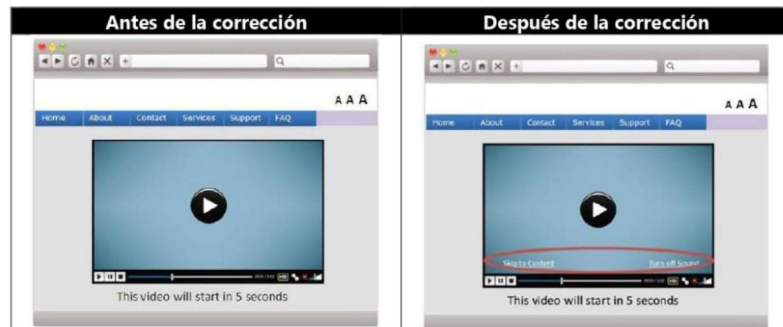 Antes de la corrección
Después de la corrección
A A A
Home About Contact Services Support FAQ
HD
This video will start in 5 seconds
A A A
Home About Contact Services Support FAQ
Skip to Content Turn off Sound
HD
This video will start in 5 seconds